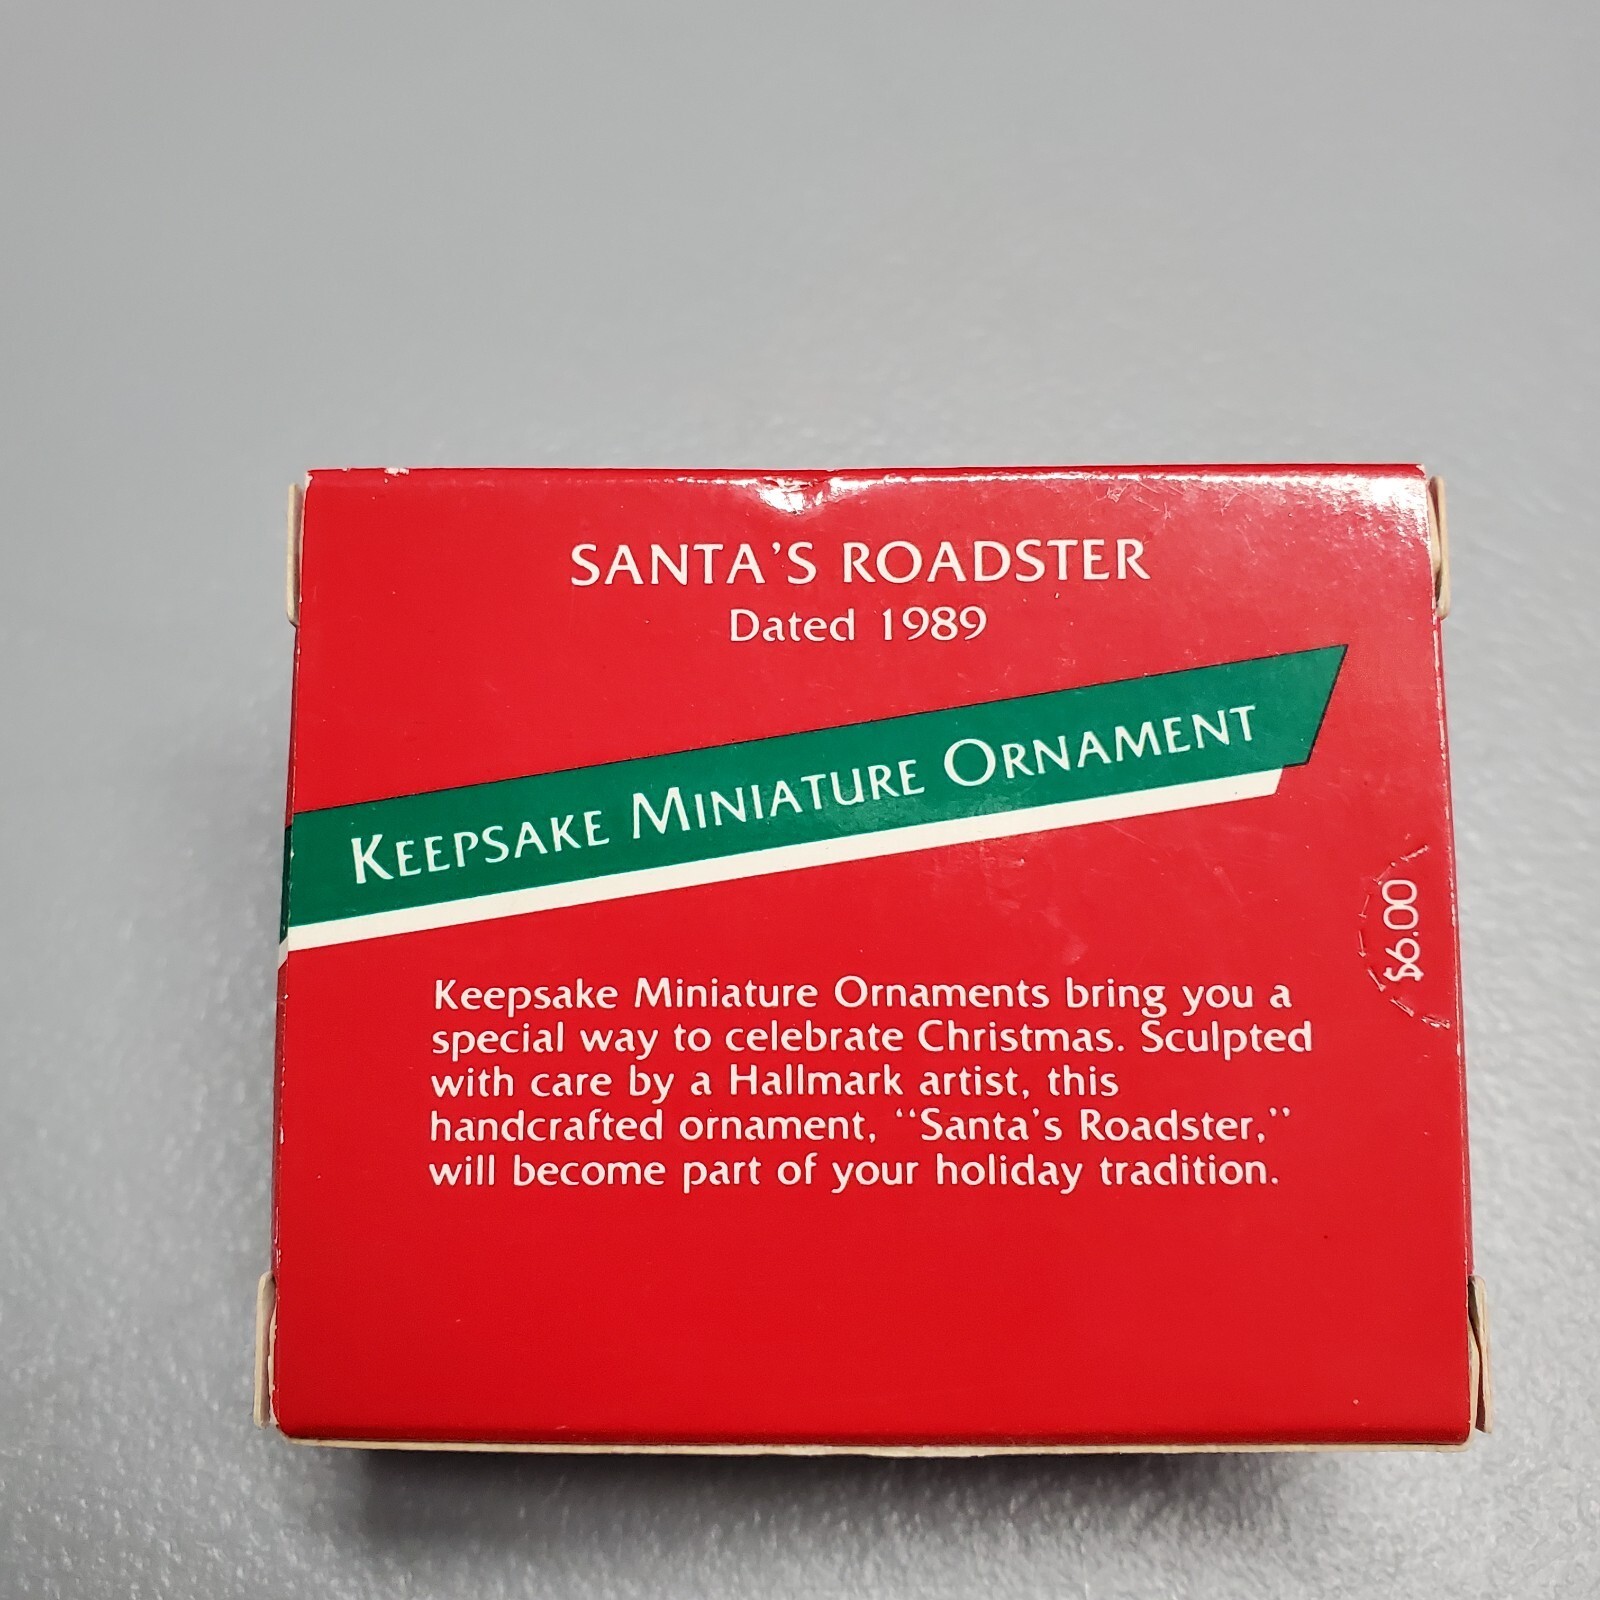 SANTA'S ROADSTER
Dated 1989
KEEPSAKE MINIATURE ORNAMENT
$6.00
Keepsake Miniature Ornaments bring you a
special way to celebrate Christmas. Sculpted
with care by a Hallmark artist, this
handcrafted ornament, "Santa's Roadster,"
will become part of your holiday tradition.